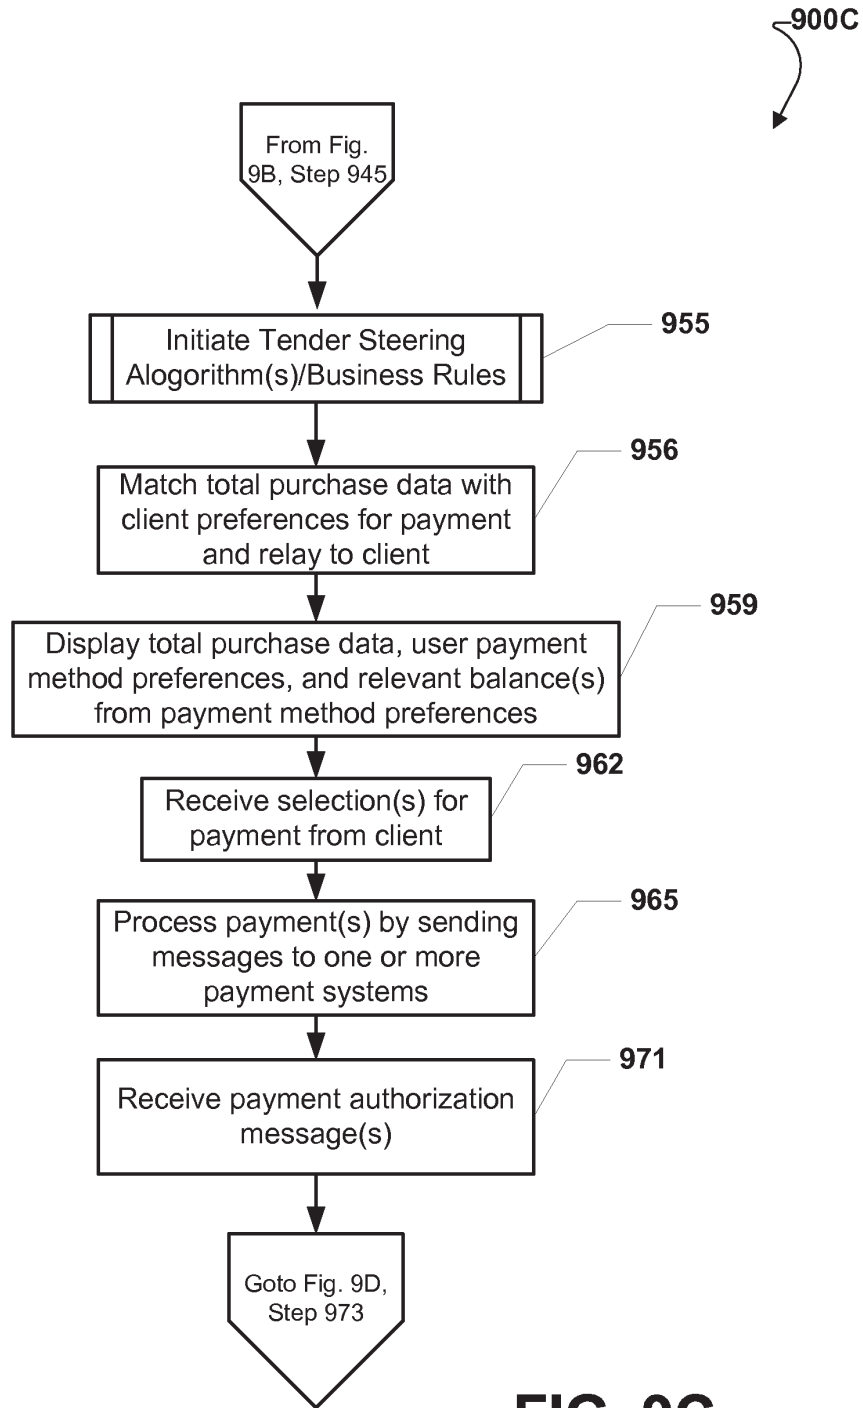 900C
From Fig.
9B, Step 945
Initiate Tender Steering
Alogorithm(s)/Business Rules
955
Match total purchase data with
client preferences for payment
and relay to client
956
Display total purchase data, user payment
method preferences, and relevant balance(s)
from payment method preferences
959
Receive selection(s) for
payment from client
962
Process payment(s) by sending
messages to one or more
payment systems
965
Receive payment authorization
message(s)
971
Goto Fig. 9D,
Step 973
FIG. 9C